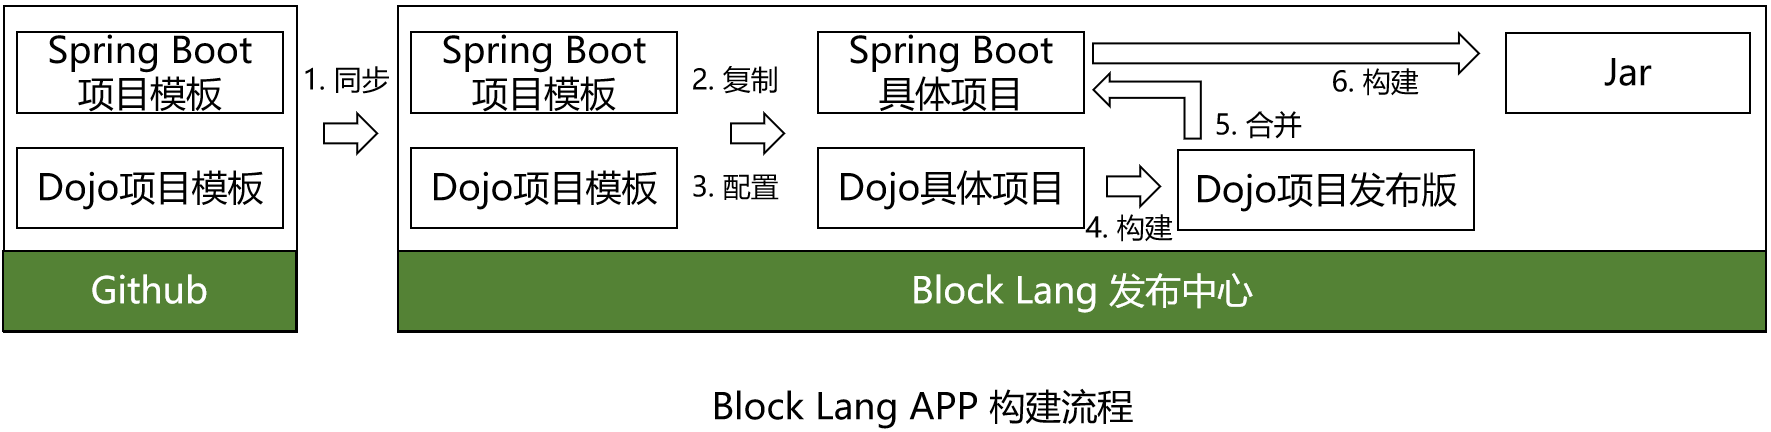 Spring Boot
项目模板
Dojo项目模板
Github
1. 同步
Spring Boot
项目模板
Dojo项目模板
2. 复制
3. 配置
Spring Boot
具体项目
Dojo具体项目
4. 构建
Dojo项目发布版
5. 合并
6. 构建
Jar
Block Lang 发布中心
Block Lang APP 构建流程